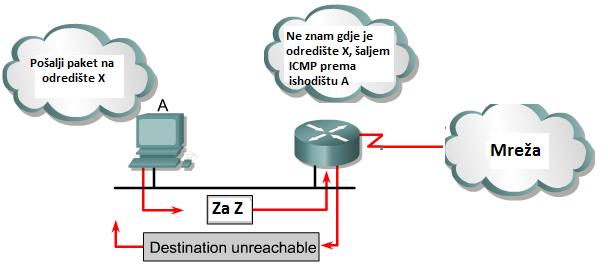 Pošalji paket na
odredište X
Ne znam gdje je
odredište X, šaljem
ICMP prema
ishodištu A
A
Mreža
Za Z
Destination unreachable